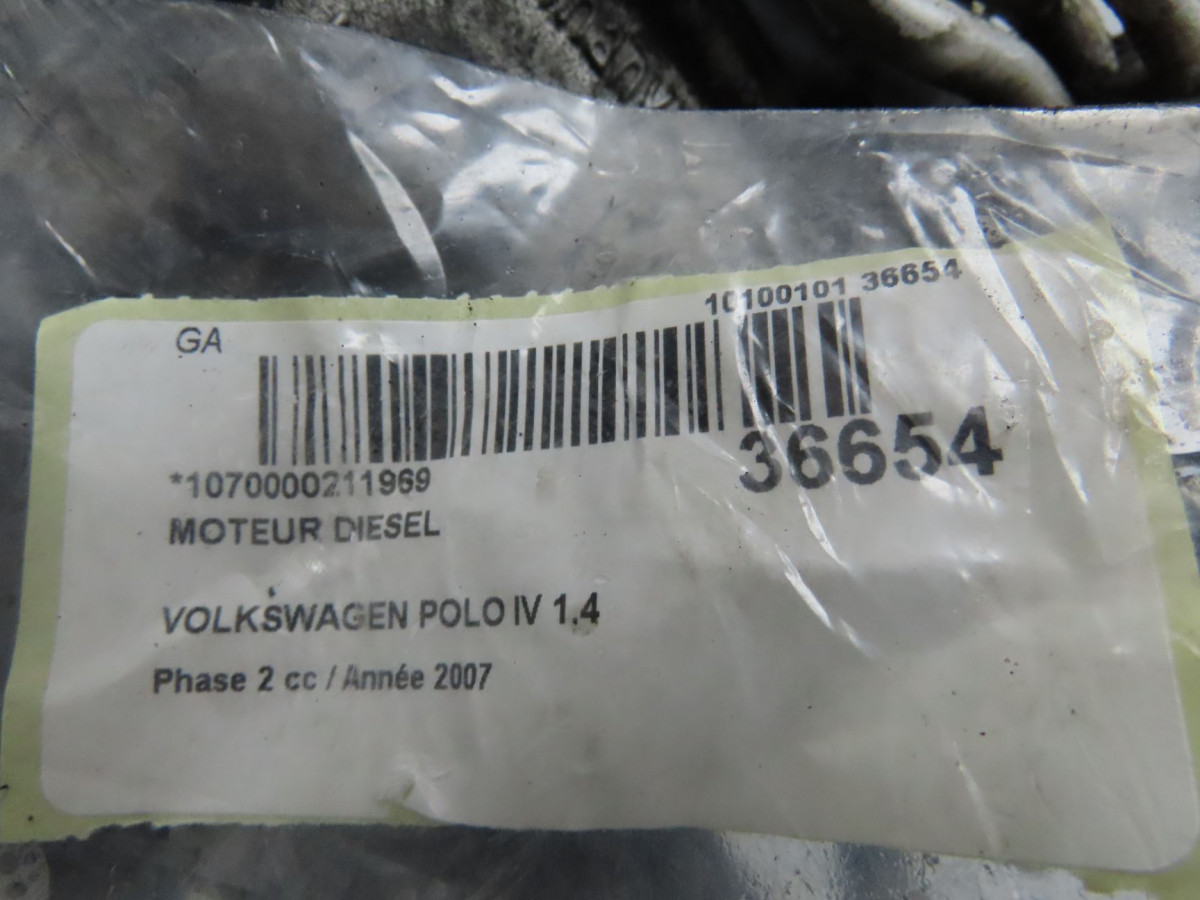 GA
10100101 36654
36654
*1070000211969
MOTEUR DIESEL
VOLKSWAGEN POLO IV 1.4
Phase 2 cc / Année 2007